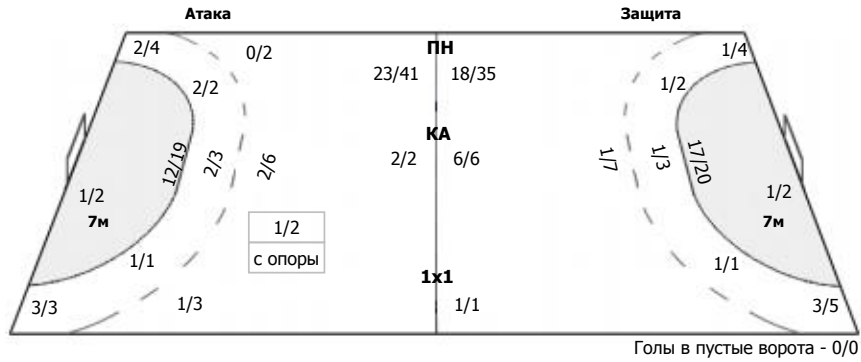 Атака Защита
2/4 0/2 ПН 1/4
23/41 18/35
2/2 1/2
КА
12/19 2/3 2/6 2/2 6/6 1/7 1/3 17/20
1/2 1/2
7м 7м
1/2
с опоры
1/1 1/1
1x1
3/3 1/3 1/1 3/5
Голы в пустые ворота - 0/0